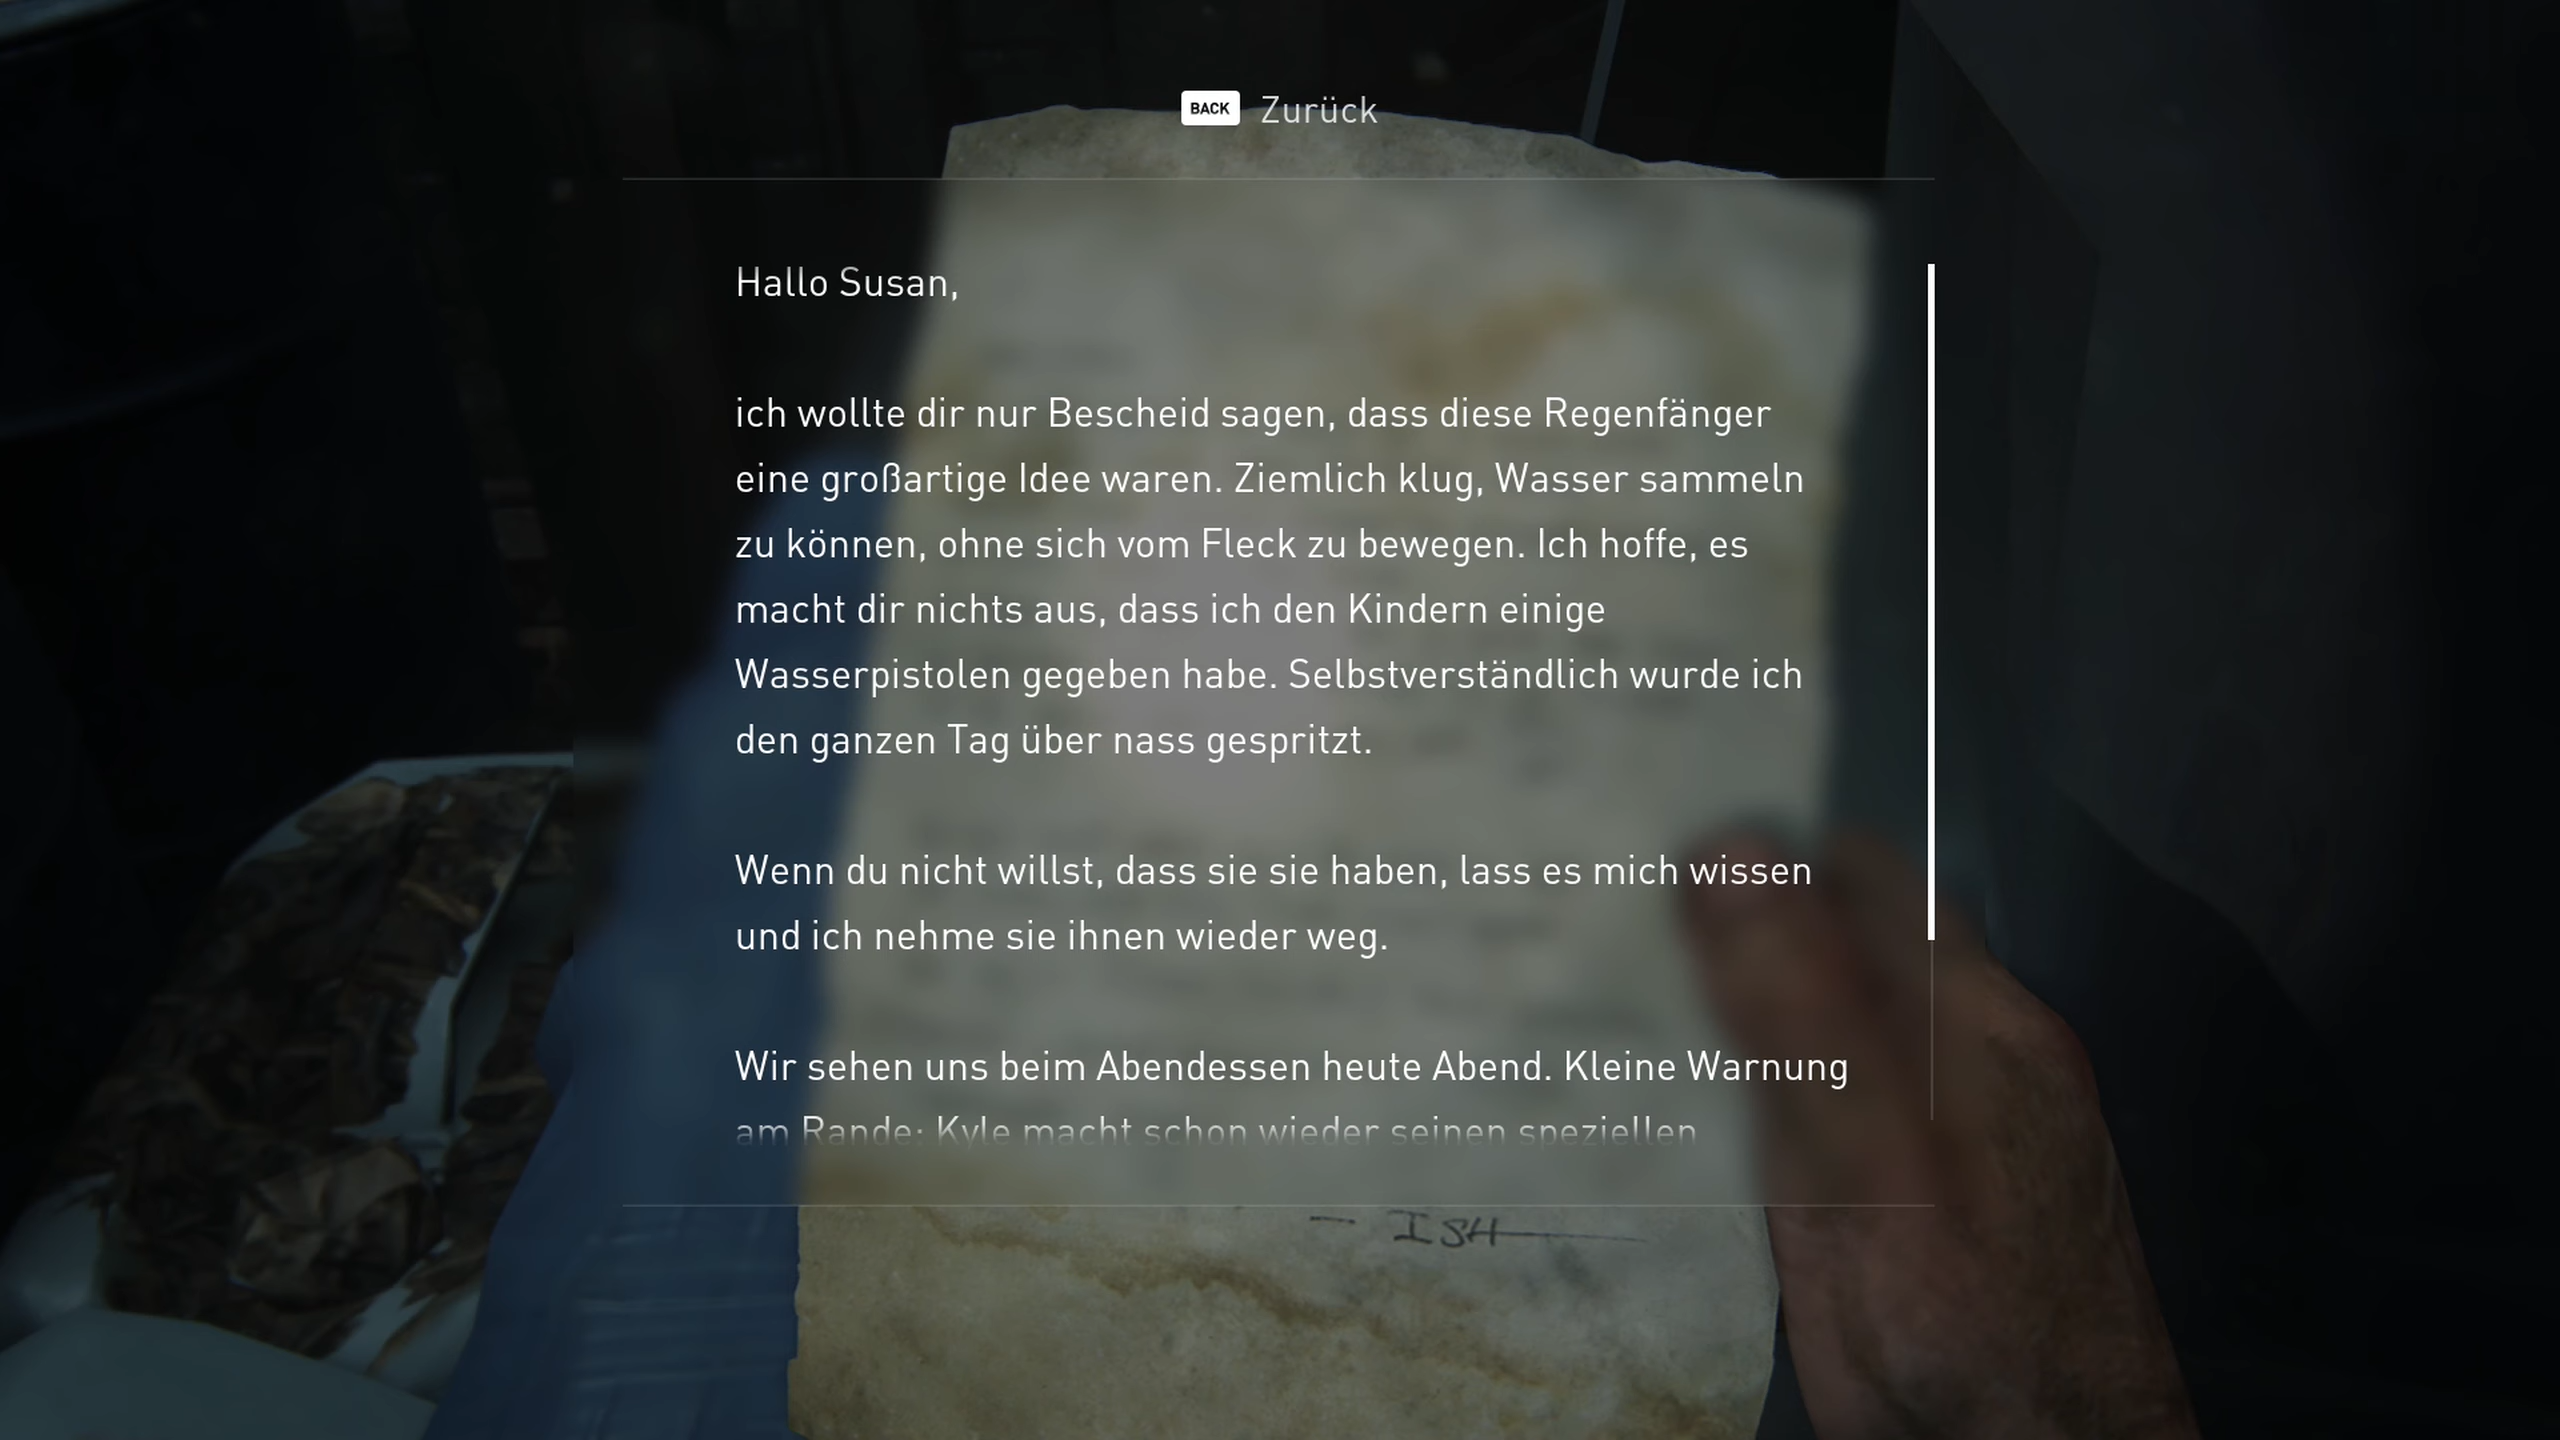 BACK Zurück
Hallo Susan,
ich wollte dir nur Bescheid sagen, dass diese Regenfänger
eine großartige Idee waren. Ziemlich klug, Wasser sammeln
zu können, ohne sich vom Fleck zu bewegen. Ich hoffe, es
macht dir nichts aus, dass ich den Kindern einige
Wasserpistolen gegeben habe. Selbstverständlich wurde ich
den ganzen Tag über nass gespritzt.
Wenn du nicht willst, dass sie sie haben, lass es mich wissen
und ich nehme sie ihnen wieder weg.
Wir sehen uns beim Abendessen heute Abend. Kleine Warnung
am Rande: Kyle macht schon wieder seinen speziellen
- ISH